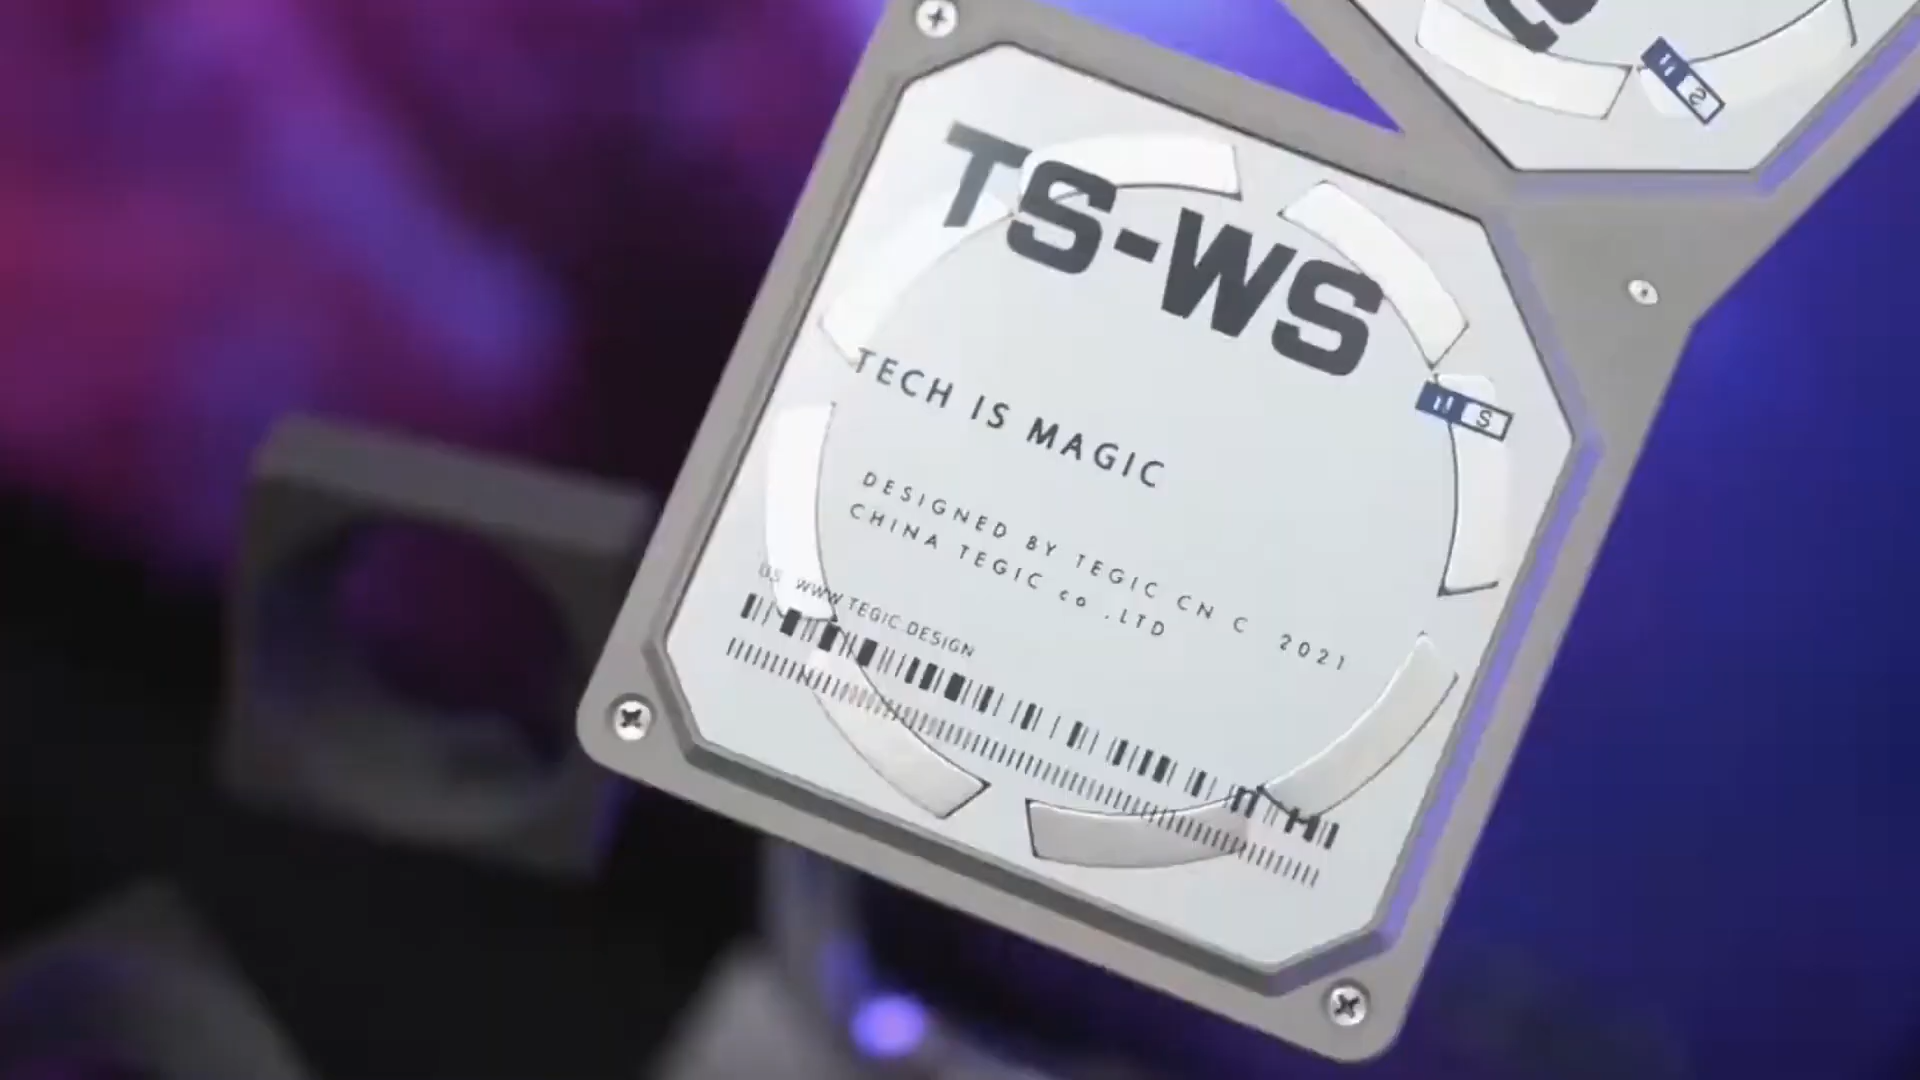 TS-WS
TECH IS MAGIC
DESIGNED BY TEGIC CN C 2021
CHINA TEGIC co .LTD
WWW.TEGIC.DESIGN